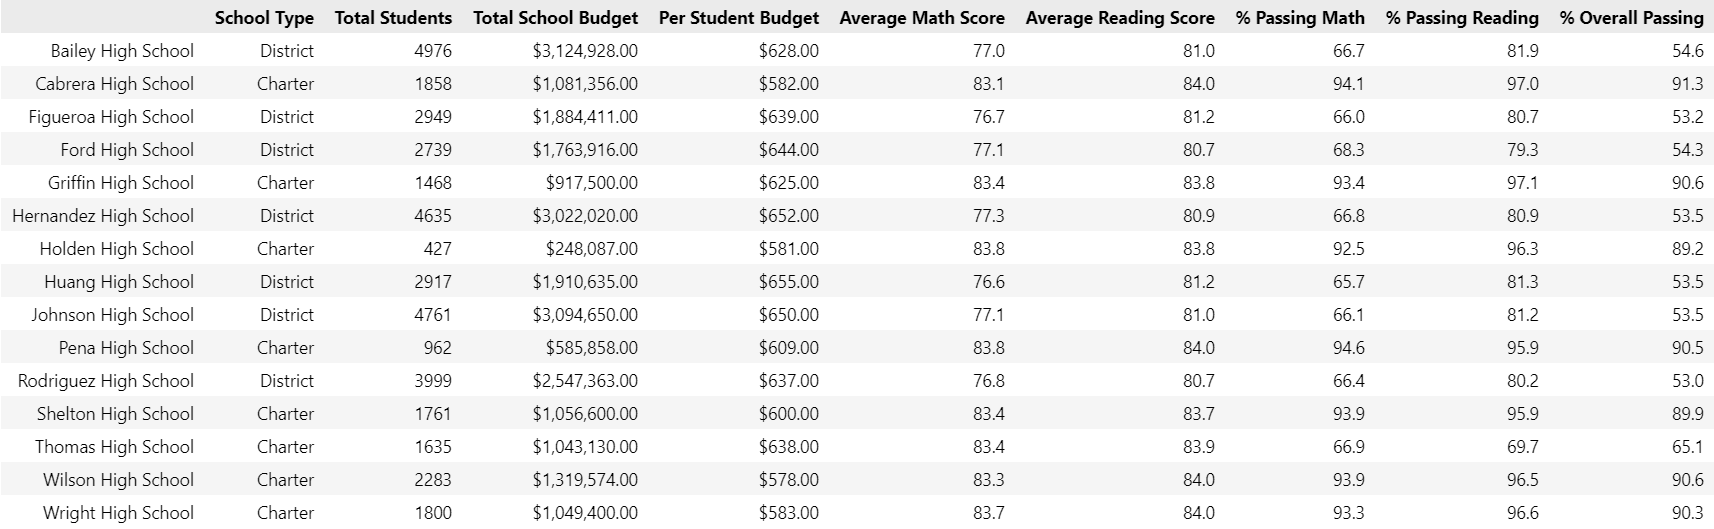 School Type Total Students Total School Budget Per Student Budget Average Math Score Average Reading Score % Passing Math % Passing Reading % Overall Passing
Bailey High School District 4976 $3,124,928.00 $628.00 77.0 81.0 66.7 81.9 54.6
Cabrera High School Charter 1858 $1,081,356.00 $582.00 83.1 84.0 94.1 97.0 91.3
Figueroa High School District 2949 $1,884,411.00 $639.00 76.7 81.2 66.0 80.7 53.2
Ford High School District 2739 $1,763,916.00 $644.00 77.1 80.7 68.3 79.3 54.3
Griffin High School Charter 1468 $917,500.00 $625.00 83.4 83.8 93.4 97.1 90.6
Hernandez High School District 4635 $3,022,020.00 $652.00 77.3 80.9 66.8 80.9 53.5
Holden High School Charter 427 $248,087.00 $581.00 83.8 83.8 92.5 96.3 89.2
Huang High School District 2917 $1,910,635.00 $655.00 76.6 81.2 65.7 81.3 53.5
Johnson High School District 4761 $3,094,650.00 $650.00 77.1 81.0 66.1 81.2 53.5
Pena High School Charter 962 $585,858.00 $609.00 83.8 84.0 94.6 95.9 90.5
Rodriguez High School District 3999 $2,547,363.00 $637.00 76.8 80.7 66.4 80.2 53.0
Shelton High School Charter 1761 $1,056,600.00 $600.00 83.4 83.7 93.9 95.9 89.9
Thomas High School Charter 1635 $1,043,130.00 $638.00 83.4 83.9 66.9 69.7 65.1
Wilson High School Charter 2283 $1,319,574.00 $578.00 83.3 84.0 93.9 96.5 90.6
Wright High School Charter 1800 $1,049,400.00 $583.00 83.7 84.0 93.3 96.6 90.3